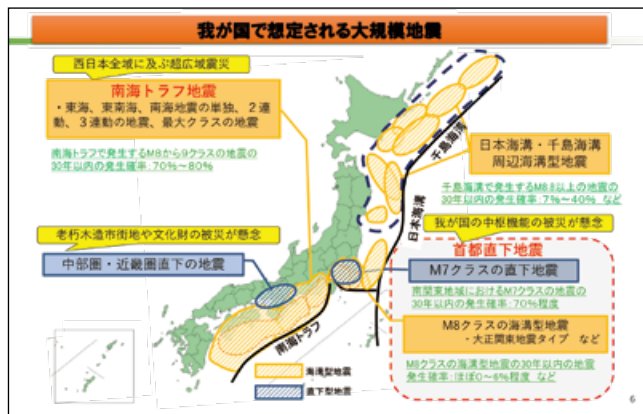 我が国で想定される大規模地震
西日本全域に及ぶ超広域震災
南海トラフ地震
・東海、東南海、南海地震の単独、２連
動、３連動の地震、最大クラスの地震
南海トラフで発生するM8から9クラスの地震の
30年以内の発生確率：70％～80％
千島海溝
日本海溝・千島海溝
周辺海溝型地震
千島海溝で発生するM8.8以上の地震の
30年以内の発生確率：7％～40％ など
日本海溝
老朽木造市街地や文化財の被災が懸念
中部圏・近畿圏直下の地震
我が国の中枢機能の被災が懸念
首都直下地震
M7クラスの直下地震
南関東地域におけるM7クラスの地震の
30年以内の発生確率：70％程度
M8クラスの海溝型地震
・大正関東地震タイプ など
M8クラスの海溝型地震の30年以内の地震
発生確率：ほぼ0～6％程度 など
南海トラフ
海溝型地震
直下型地震
6